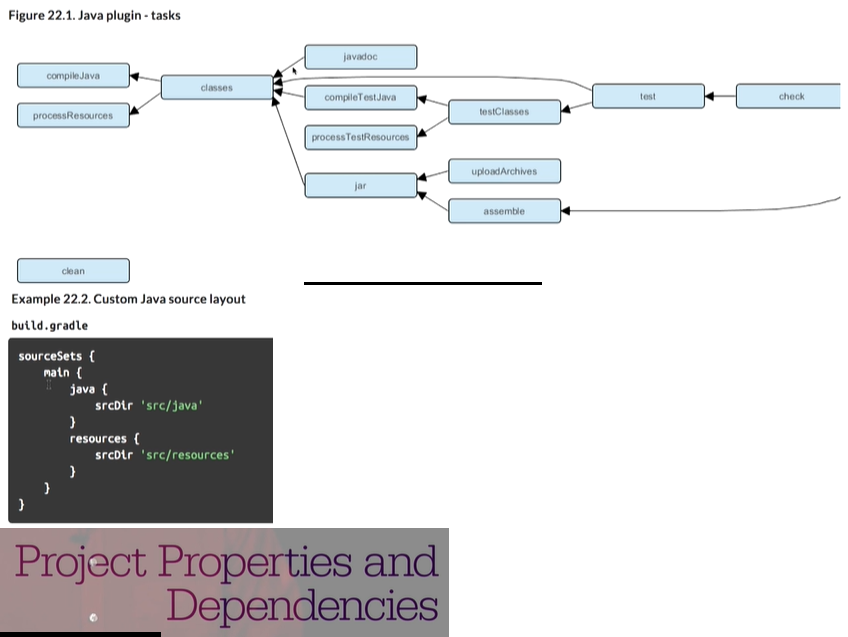 Figure 22.1. Java plugin - tasks
javadoc
compileJava
classes
compileTestJava
test
check
processResources
testClasses
processTestResources
uploadArchives
jar
assemble
clean
Example 22.2. Custom Java source layout
build.gradle
sourceSets {
    main {
        java {
            srcDir 'src/java'
        }
        resources {
            srcDir 'src/resources'
        }
    }
}
Project Properties and
Dependencies